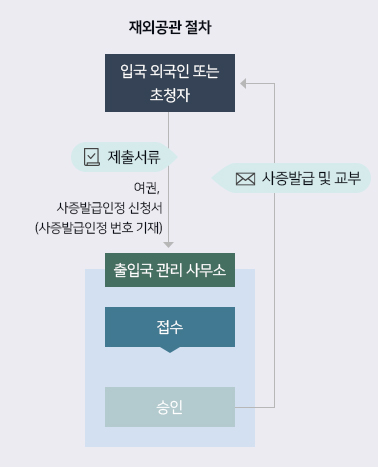 재외공관 절차
입국 외국인 또는
초청자
제출서류
여권,
사증발급인정 신청서
(사증발급인정 번호 기재)
사증발급 및 교부
출입국 관리 사무소
접수
승인